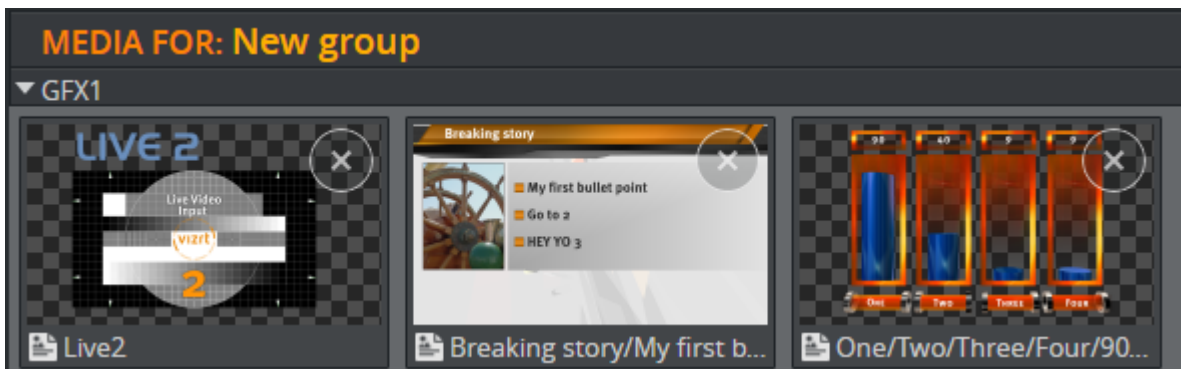 MEDIA FOR: New group
GFX1
LIVE 2
Live Video
Input
vizrt
2
Live2
Breaking story
My first bullet point
Go to 2
HEY YO 3
Breaking story/My first b...
90 40 9 9
One Two Three Four
One/Two/Three/Four/90...